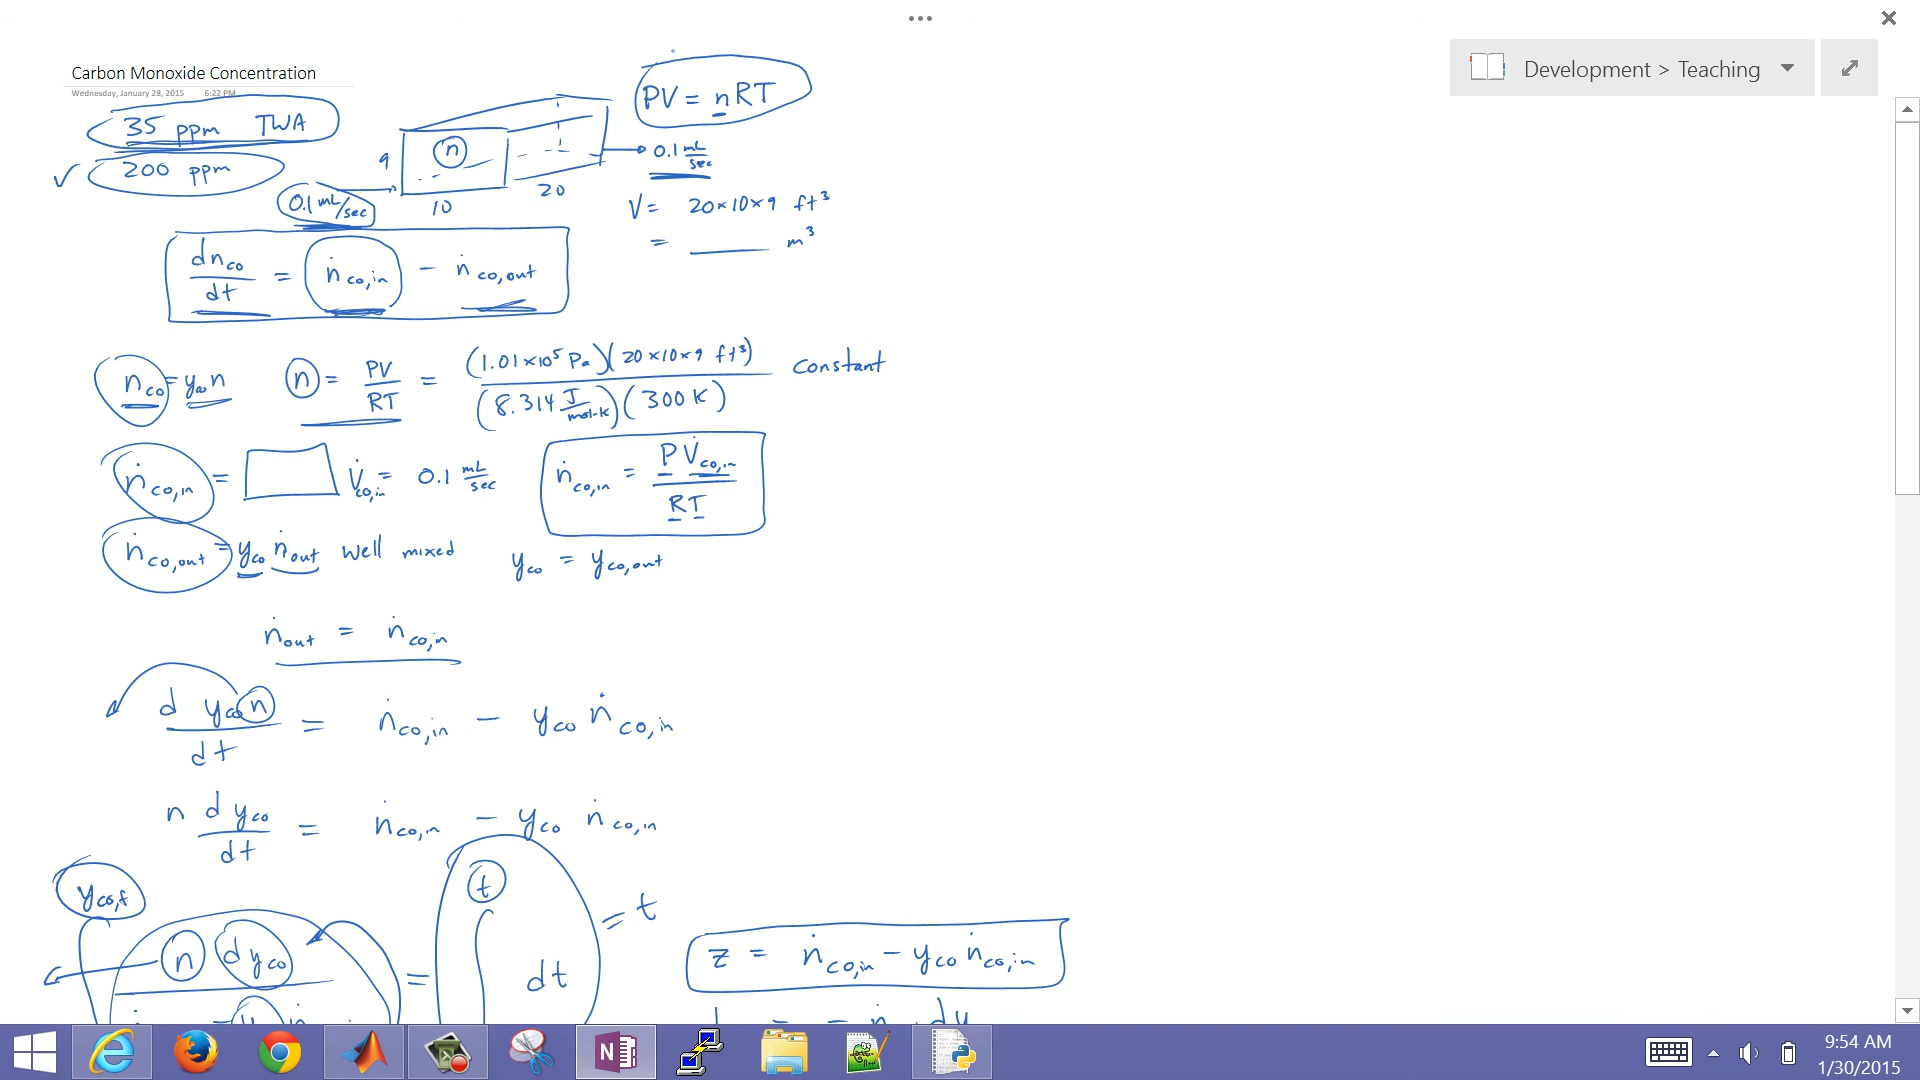 Development > Teaching
Carbon Monoxide Concentration
Wednesday, January 28, 2015 6:22 PM
35 ppm TWA
200 ppm
PV = nRT
n
9
10
20
0.1 mL/sec
0.1 mL/sec
V = 20×10×9 ft³
= ______ m³
dn_co/dt = ṅ_co,in − ṅ_co,out
n_co = y_co n
n = PV/RT = (1.01×10⁵ Pa)(20×10×9 ft³)/(8.314 J/mol·K)(300 K) constant
ṅ_co,in = V̇_co,in = 0.1 mL/sec
ṅ_co,in = PV̇_co,in/RT
ṅ_co,out = y_co ṅ_out well mixed y_co = y_co,out
ṅ_out = ṅ_co,in
d y_co n/dt = ṅ_co,in − y_co ṅ_co,in
n d y_co/dt = ṅ_co,in − y_co ṅ_co,in
y_co,f
n dy_co
=
t
dt
= t
z = ṅ_co,in − y_co ṅ_co,in
N
9:54 AM
1/30/2015